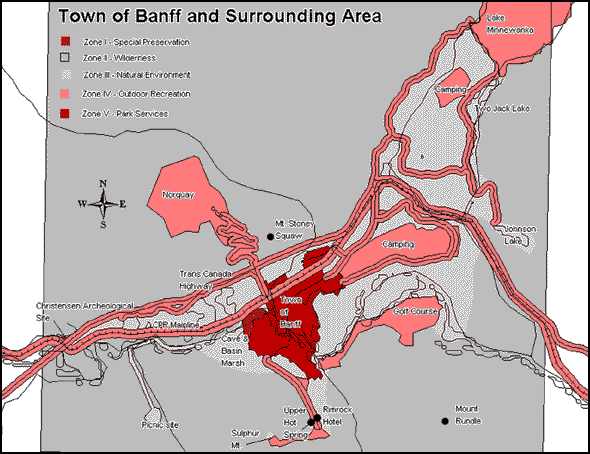 Town of Banff and Surrounding Area
Zone I - Special Preservation
Zone II - Wilderness
Zone III - Natural Environment
Zone IV - Outdoor Recreation
Zone V - Park Services
Lake
Minnewanka
Camping
Two Jack Lake
N
W
E
S
Norquay
Mt. Stoney
Squaw
Johnson
Lake
Camping
Trans Canada
Highway
Christensen Archeological
Site
Town
of
Banff
Golf Course
CPR Mainline
Cave &
Basin
Marsh
Picnic site
Upper
Hot
Spring
Rimrock
Hotel
Sulphur
Mt.
Mount
Rundle